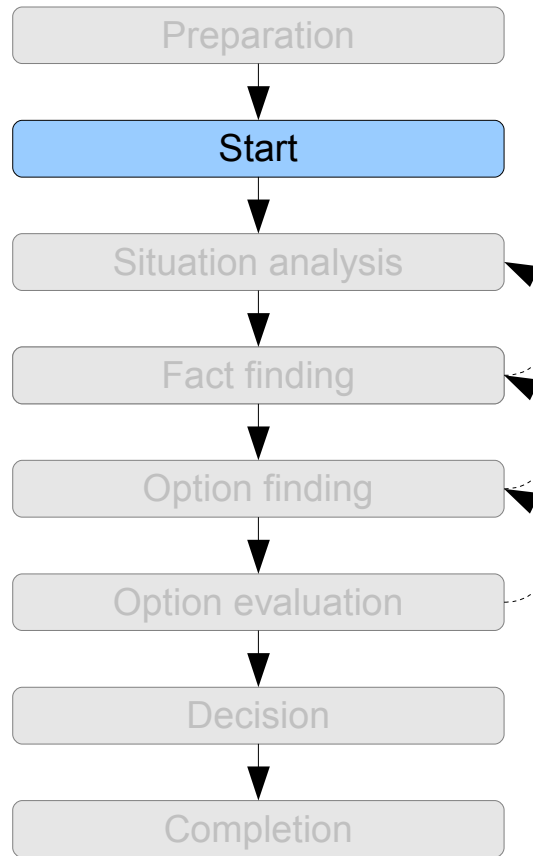 Preparation
Start
Situation analysis
Fact finding
Option finding
Option evaluation
Decision
Completion